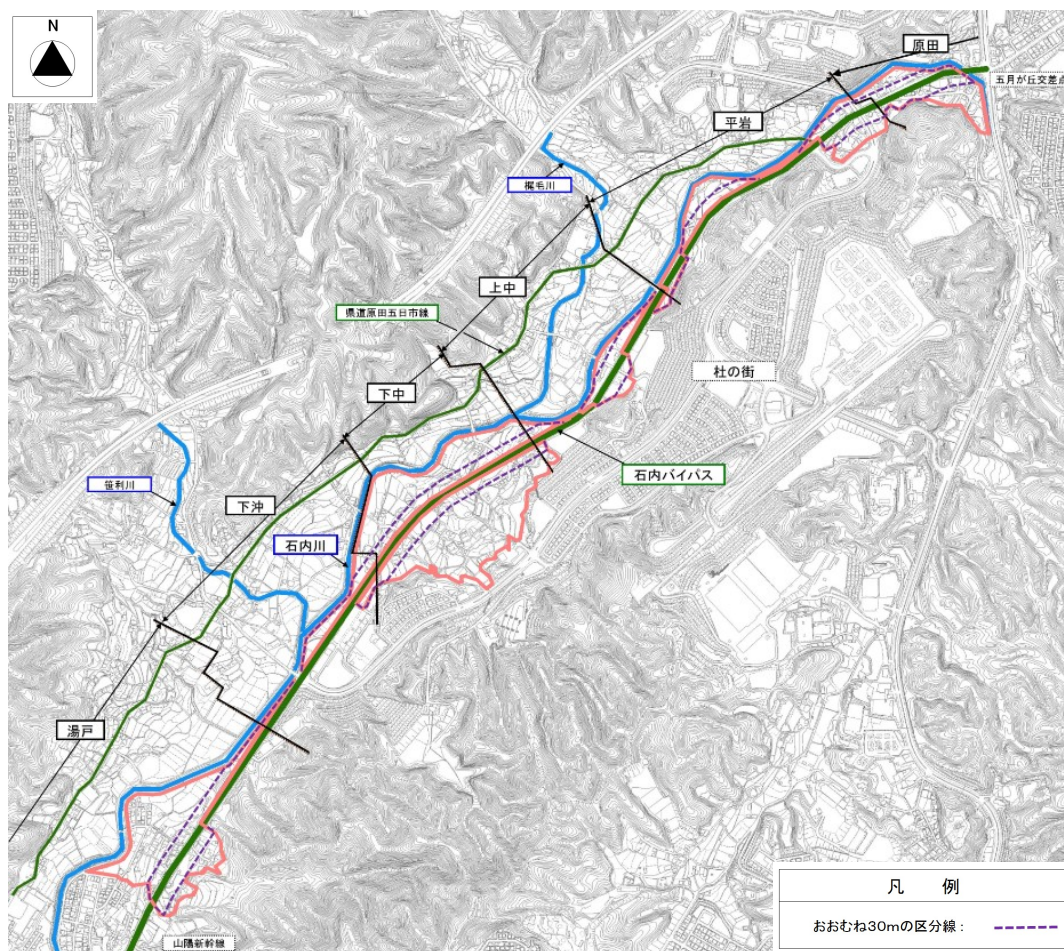 N
原田
五月が丘交差点
平岩
梶毛川
上中
県道原田五日市線
杜の街
下中
石内バイパス
笹利川
下沖
石内川
湯戸
山陽新幹線
凡　例
おおむね30mの区分線：